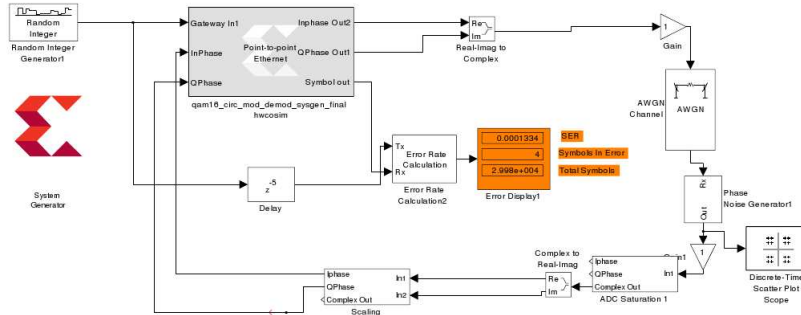 Random
Integer
Random Integer
Generator1
Gateway In1
InPhase
QPhase
Point-to-point
Ethernet
Inphase Out2
QPhase Out1
Symbol out
qam16_circ_mod_demod_sysgen_final
hwcosim
Re
Im
Real-Imag to
Complex
1
Gain
AWGN
Channel
AWGN
Rx
Out
Phase
Noise Generator1
System
Generator
-5
z
Delay
Tx
Rx
Error Rate
Calculation
Error Rate
Calculation2
0.0001334
4
2.998e+004
Error Display1
SER
Symbols In Error
Total Symbols
1
Gain1
Discrete-Time
Scatter Plot
Scope
Iphase
QPhase
Complex Out
In1
ADC Saturation 1
Complex to
Real-Imag
Re
Im
Iphase
QPhase
Complex Out
In1
In2
Scaling